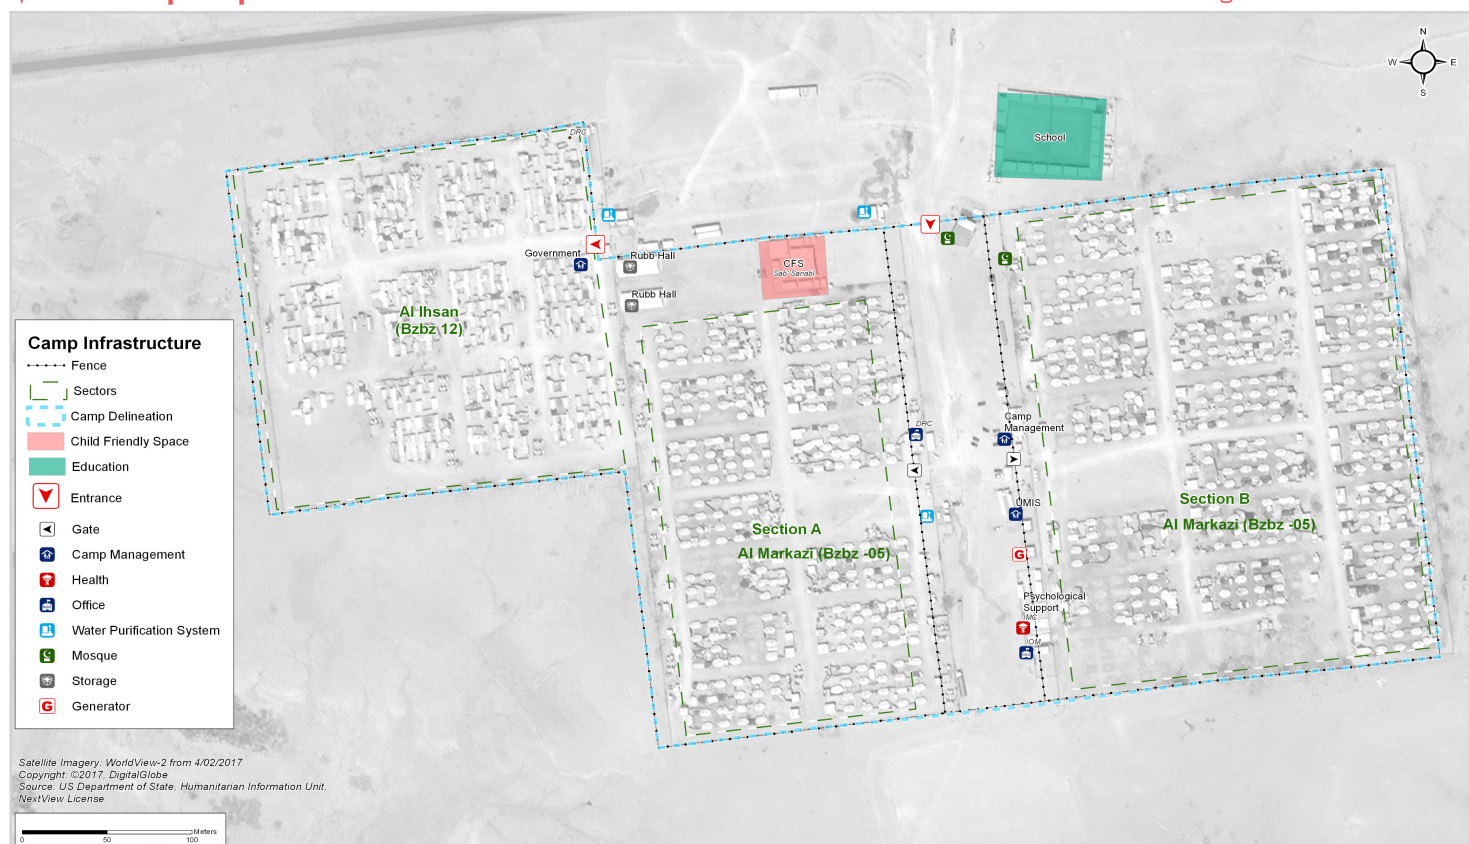 N
W E
S
DRC
School
Government
Rubb Hall
CFS
Sab' Sanabl
Rubb Hall
Al Ihsan
(Bzbz 12)
Camp
Management
DRC
UMIS
Section A
Al Markazi (Bzbz -05)
Section B
Al Markazi (Bzbz -05)
G
Psychological
Support
IMC
IOM
Camp Infrastructure
Fence
Sectors
Camp Delineation
Child Friendly Space
Education
Entrance
Gate
Camp Management
Health
Office
Water Purification System
Mosque
Storage
G Generator
Satellite Imagery: WorldView-2 from 4/02/2017
Copyright: ©2017, DigitalGlobe
Source: US Department of State, Humanitarian Information Unit,
NextView License
Meters
0 50 100